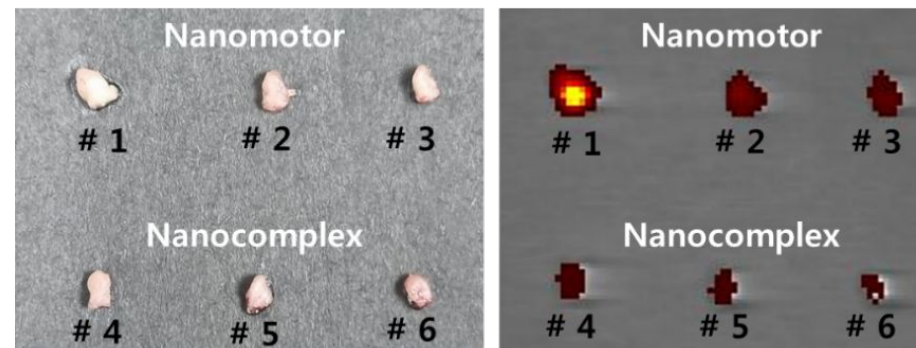 Nanomotor
# 1 # 2 # 3
Nanocomplex
# 4 # 5 # 6
Nanomotor
# 1 # 2 # 3
Nanocomplex
# 4 # 5 # 6